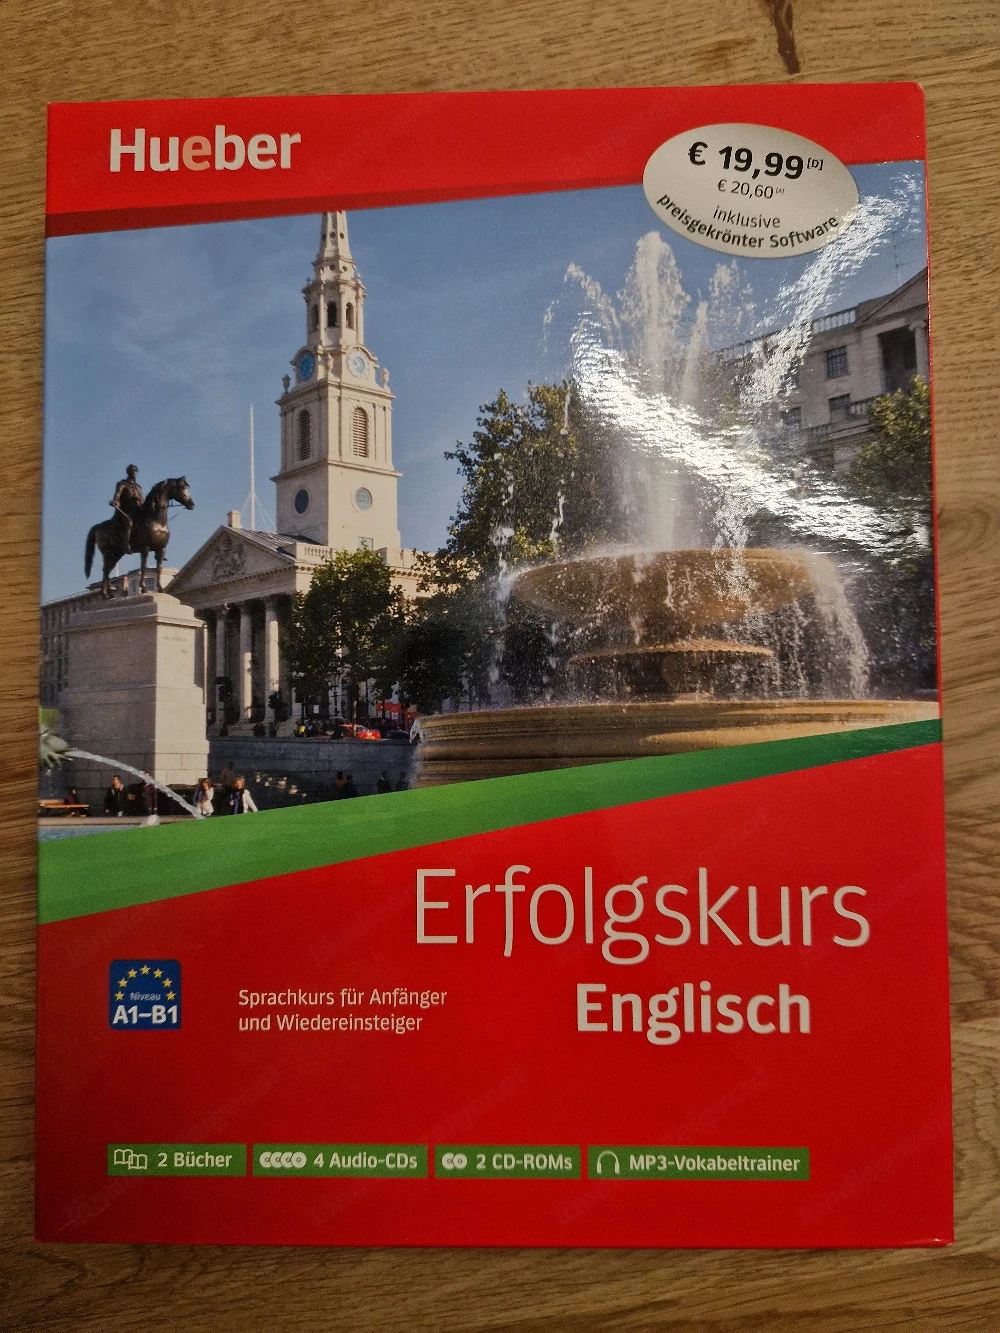 Hueber
€ 19,99 [D]
€ 20,60 [A]
inklusive
preisgekrönter Software
Erfolgskurs
Englisch
Niveau
A1–B1
Sprachkurs für Anfänger
und Wiedereinsteiger
2 Bücher
4 Audio-CDs
2 CD-ROMs
MP3-Vokabeltrainer